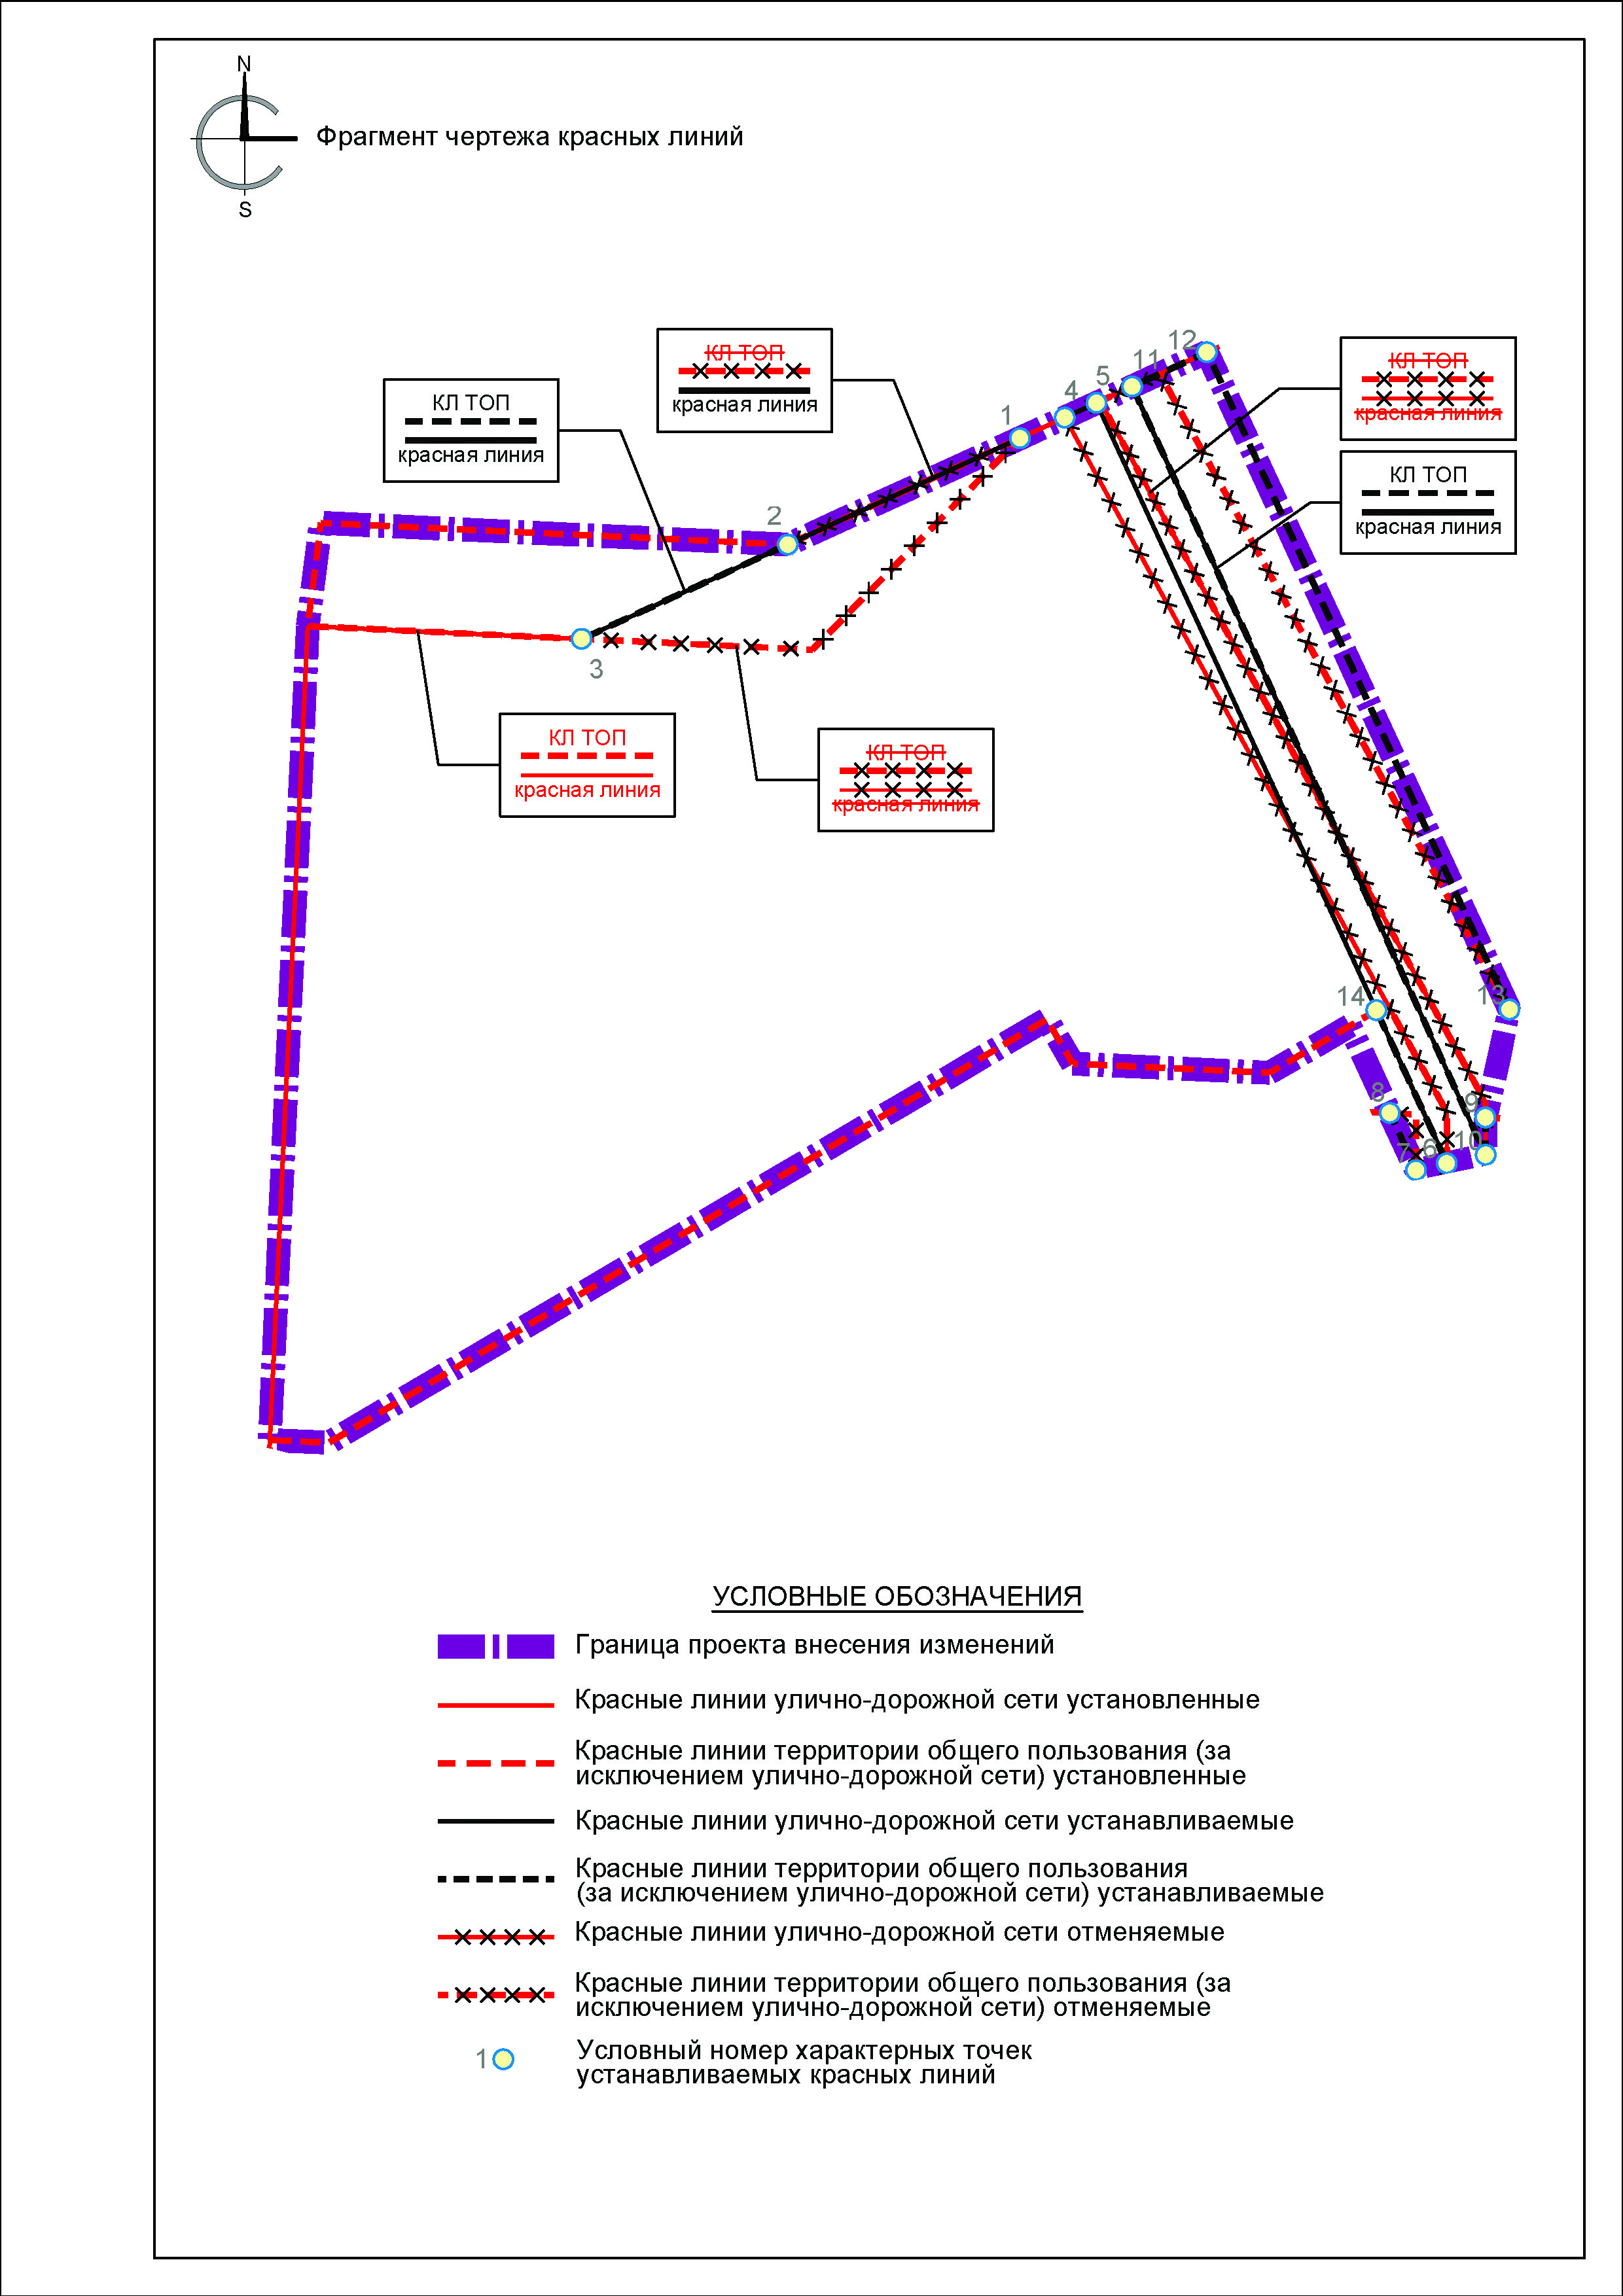 N
Фрагмент чертежа красных линий
S
КЛ ТОП
красная линия
КЛ ТОП
красная линия
КЛ ТОП
красная линия
КЛ ТОП
красная линия
12
11
5
4
1
2
3
КЛ ТОП
красная линия
КЛ ТОП
красная линия
14
13
8
9
7
6
10
УСЛОВНЫЕ ОБОЗНАЧЕНИЯ
Граница проекта внесения изменений
Красные линии улично-дорожной сети установленные
Красные линии территории общего пользования (за
исключением улично-дорожной сети) установленные
Красные линии улично-дорожной сети устанавливаемые
Красные линии территории общего пользования
(за исключением улично-дорожной сети) устанавливаемые
Красные линии улично-дорожной сети отменяемые
Красные линии территории общего пользования (за
исключением улично-дорожной сети) отменяемые
1
Условный номер характерных точек
устанавливаемых красных линий